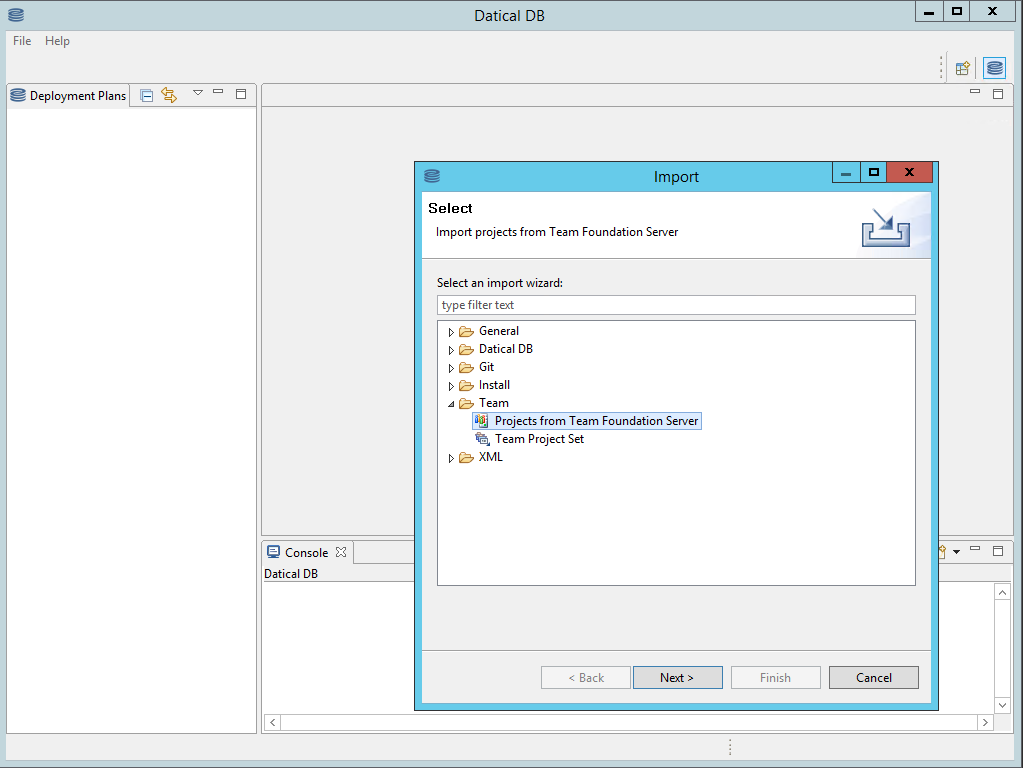 Datical DB
File Help
Deployment Plans
Import
Select
Import projects from Team Foundation Server
Select an import wizard:
type filter text
General
Datical DB
Git
Install
Team
Projects from Team Foundation Server
Team Project Set
XML
Console
Datical DB
< Back Next > Finish Cancel